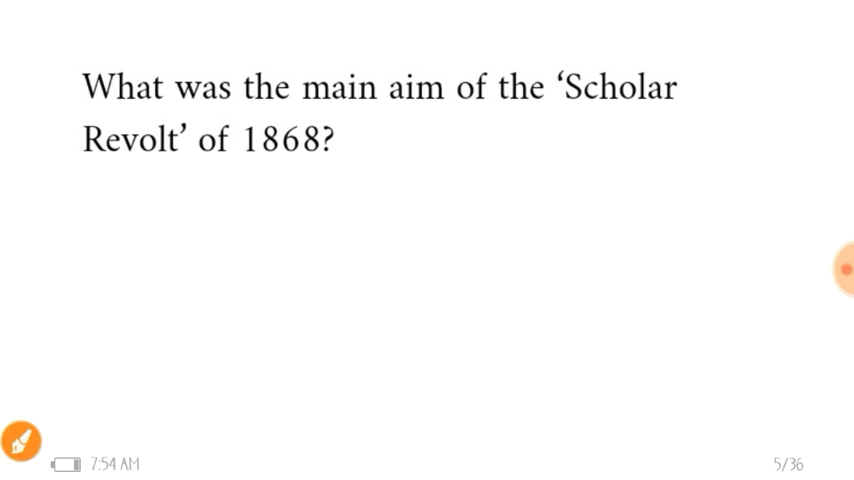 What was the main aim of the ‘Scholar
Revolt’ of 1868?
7:54 AM
5/36